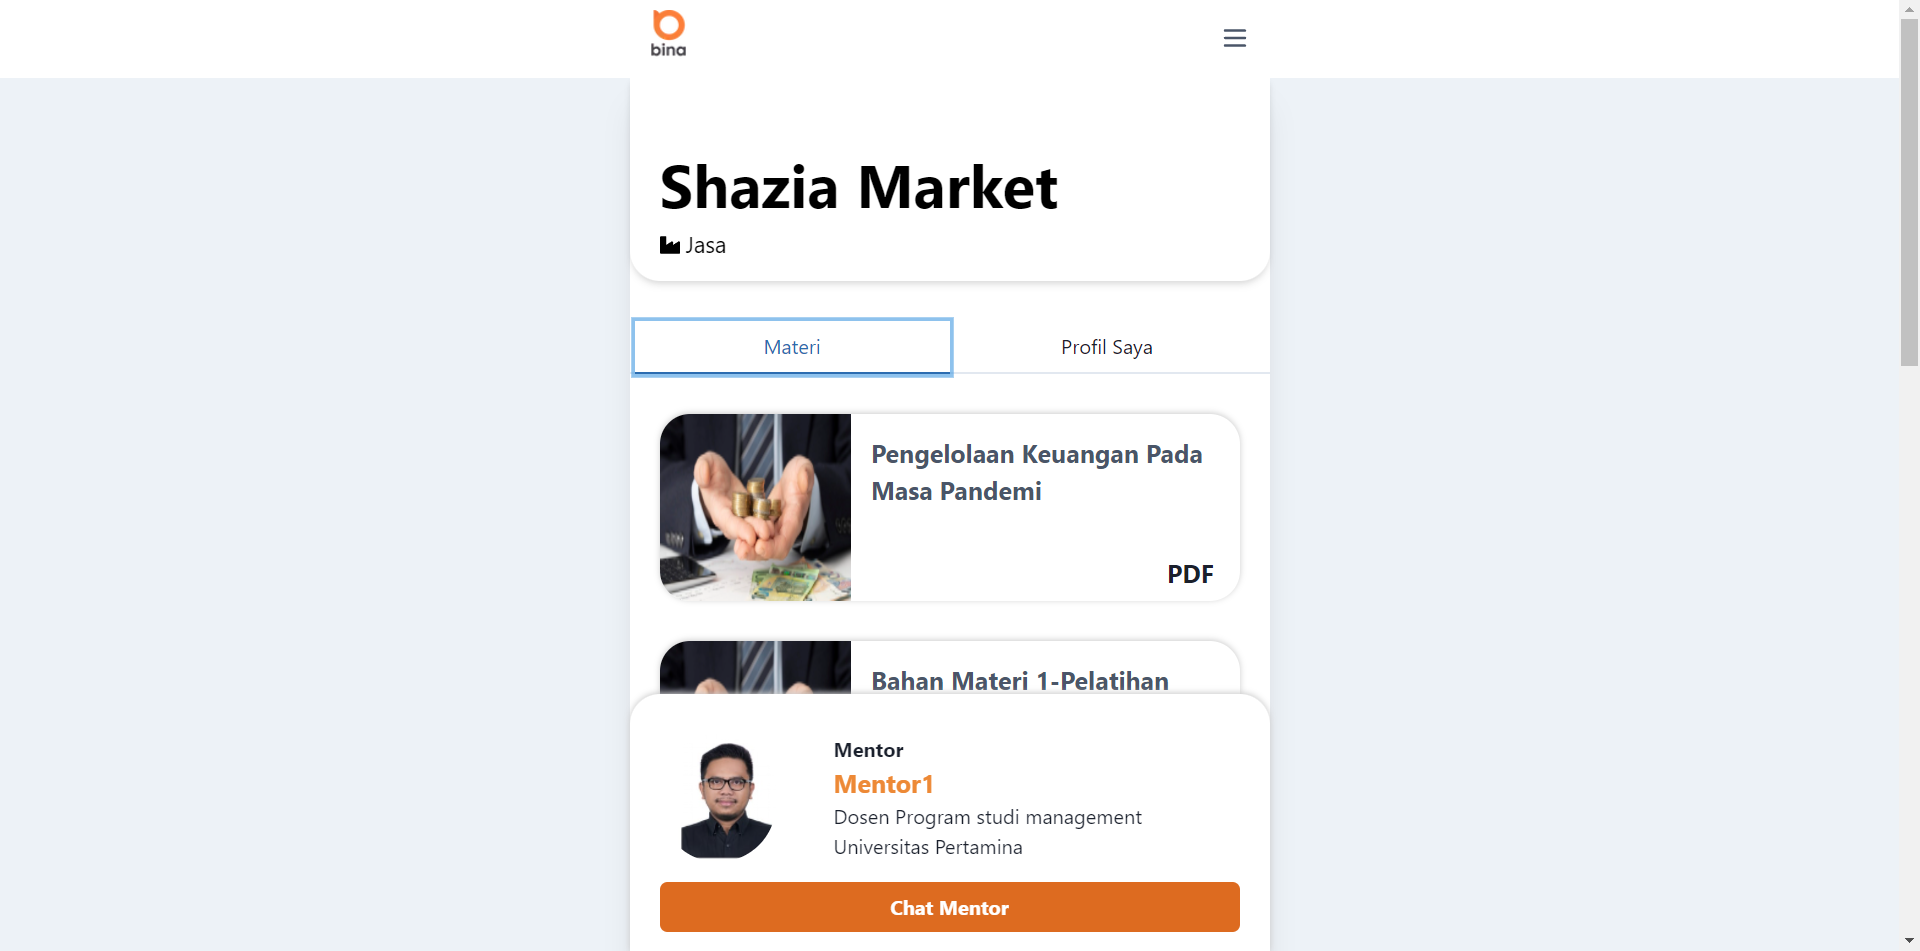 bina
Shazia Market
Jasa
Materi
Profil Saya
Pengelolaan Keuangan Pada
Masa Pandemi
PDF
Bahan Materi 1-Pelatihan
Mentor
Mentor1
Dosen Program studi management
Universitas Pertamina
Chat Mentor